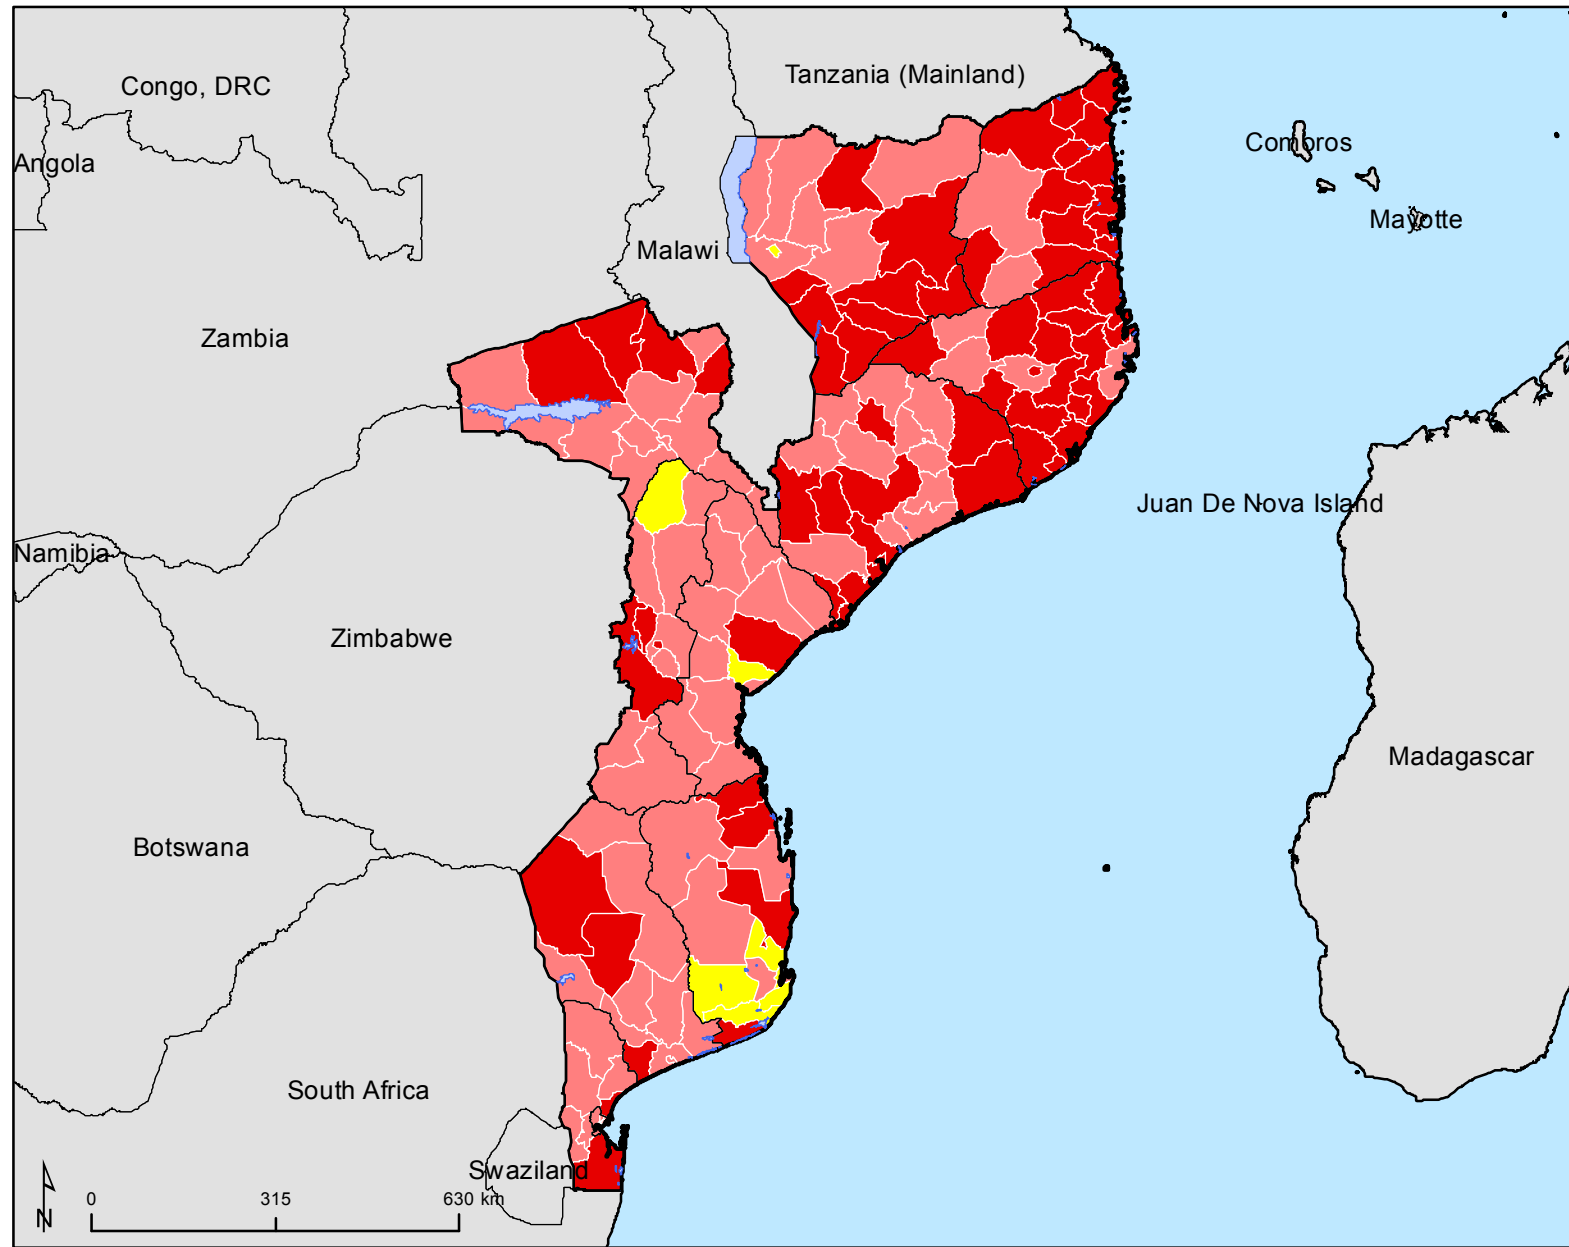 Tanzania (Mainland)
Congo, DRC
Comoros
Angola
Mayotte
Malawi
Zambia
Juan De Nova Island
Namibia
Zimbabwe
Madagascar
Botswana
South Africa
Swaziland
0 315 630 km
N